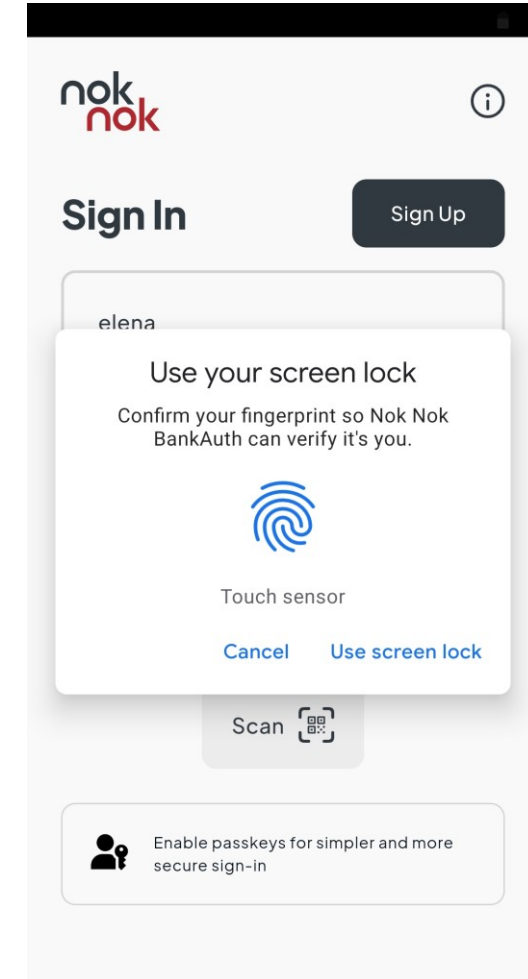 nok
nok
Sign In
Sign Up
elena
Use your screen lock
Confirm your fingerprint so Nok Nok
BankAuth can verify it's you.
Touch sensor
Cancel
Use screen lock
Scan
Enable passkeys for simpler and more
secure sign-in